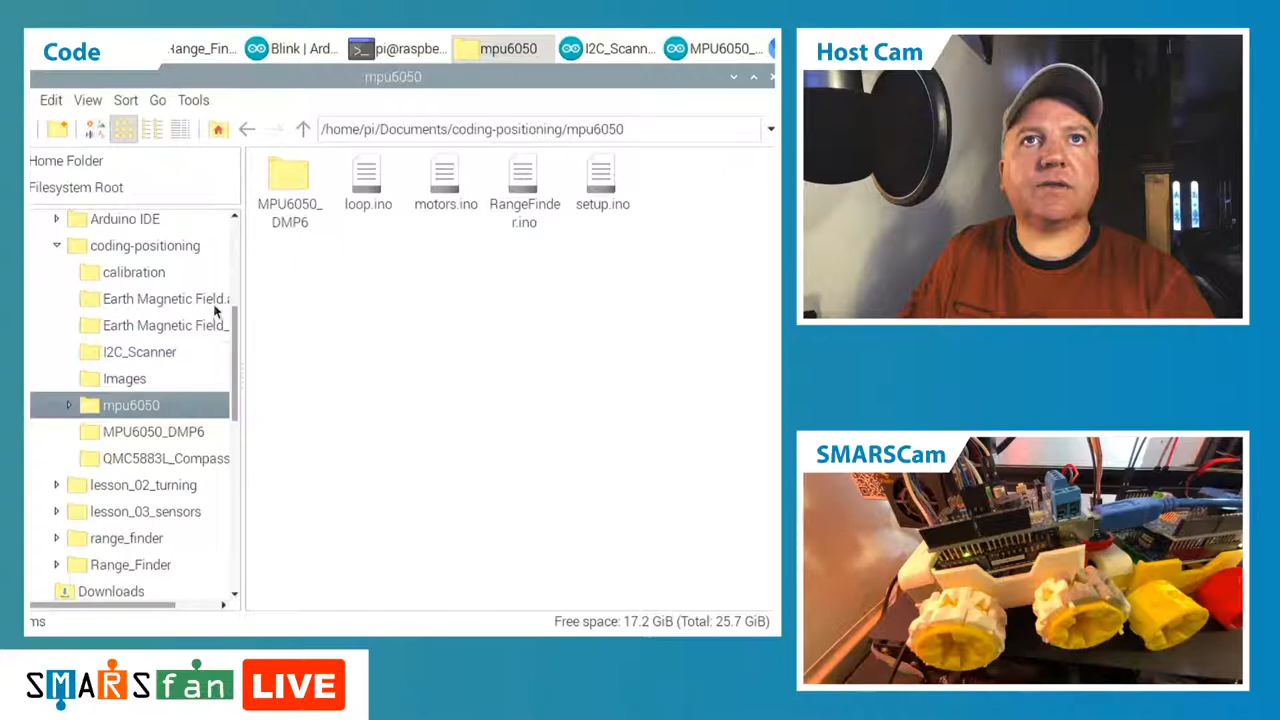 Code
Range_Fin...
Blink | Ard...
pi@raspbe...
mpu6050
I2C_Scann...
MPU6050_...
mpu6050
Edit View Sort Go Tools
/home/pi/Documents/coding-positioning/mpu6050
Home Folder
Filesystem Root
Arduino IDE
coding-positioning
calibration
Earth Magnetic Field.
Earth Magnetic Field_
I2C_Scanner
Images
mpu6050
MPU6050_DMP6
QMC5883L_Compass
lesson_02_turning
lesson_03_sensors
range_finder
Range_Finder
Downloads
MPU6050_
DMP6
loop.ino
motors.ino
RangeFinde
r.ino
setup.ino
ms
Free space: 17.2 GiB (Total: 25.7 GiB)
Host Cam
SMARSCam
SMARSfan LIVE